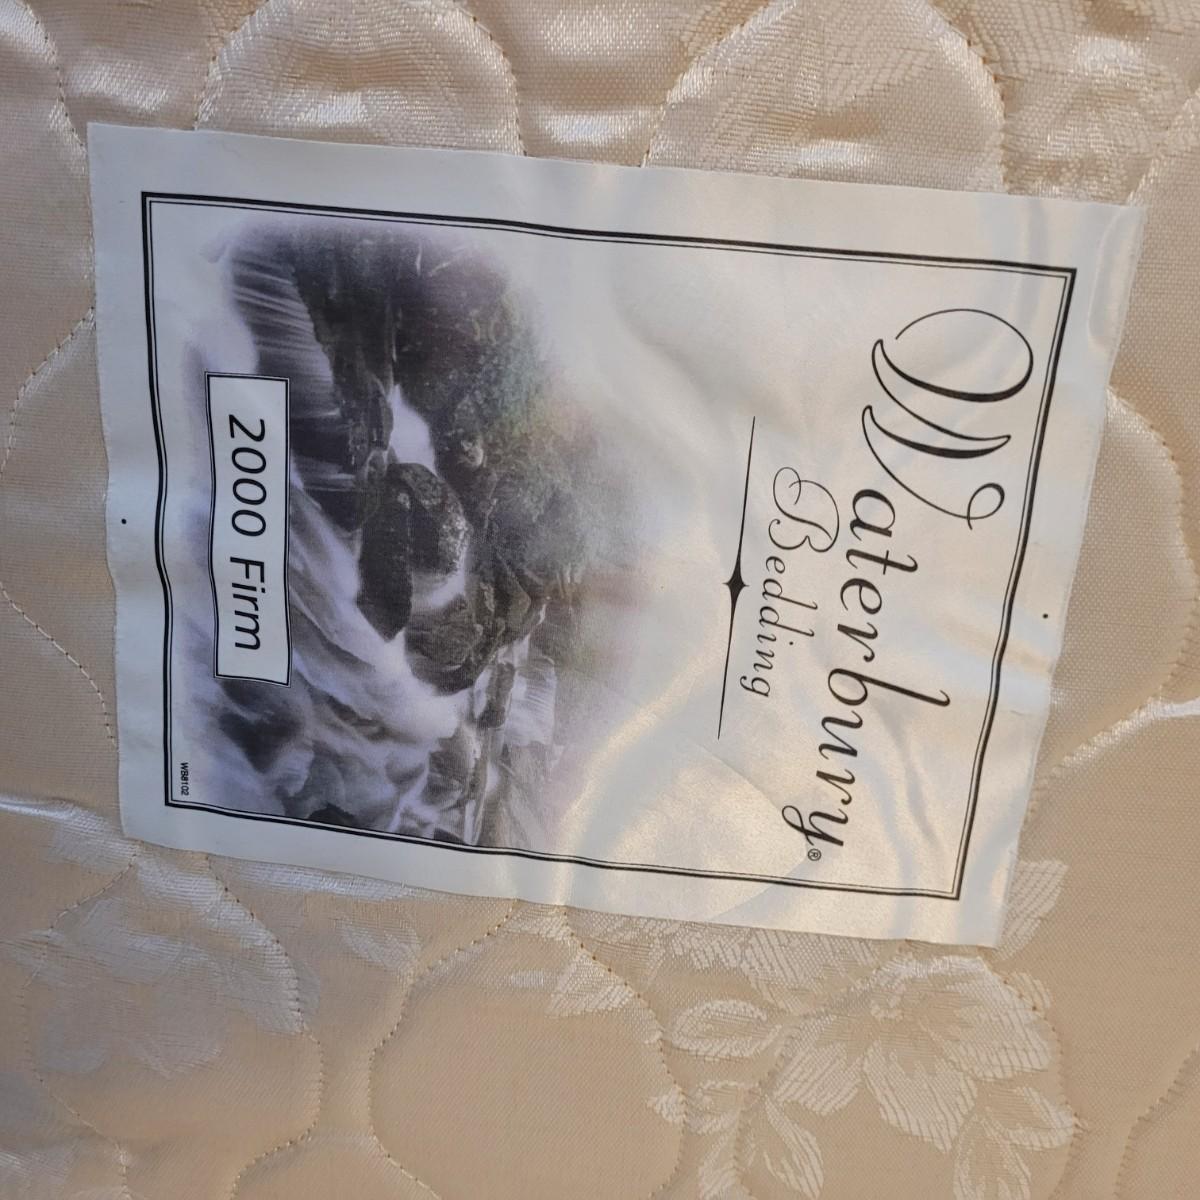 Waterbury®
Bedding
2000 Firm
WB8102